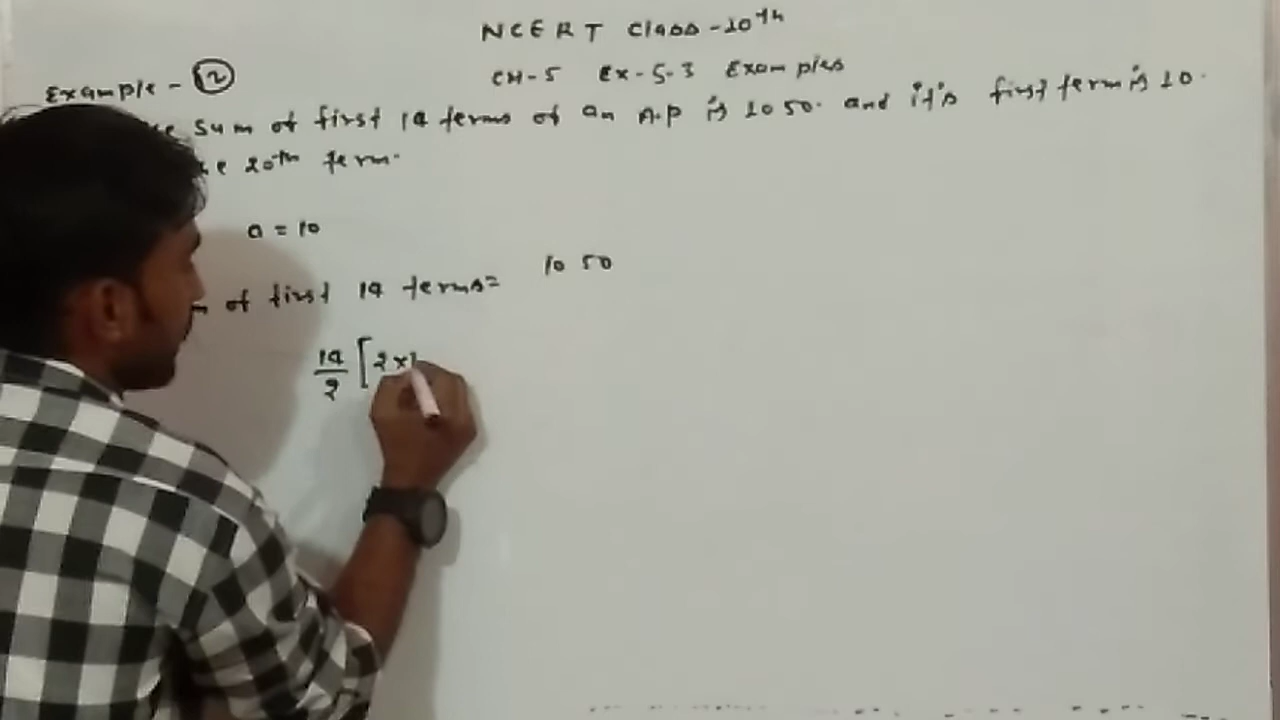 NCERT Class-10th
CH-5 Ex-5.3 Examples
Example - 2
Sum of first 14 terms of an A.P is 1050. and it's first term is 10.
20th term.
a = 10
of first 14 terms =
1050
14/2 [2×